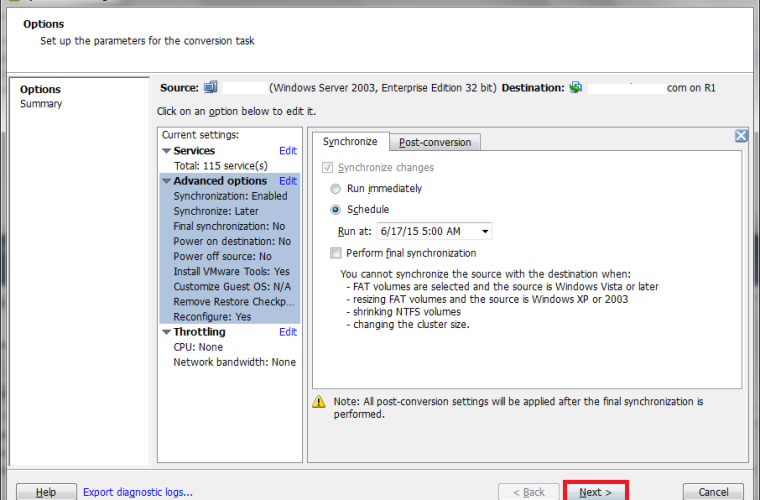 Options
Set up the parameters for the conversion task
Options
Summary
Source: (Windows Server 2003, Enterprise Edition 32 bit) Destination: com on R1
Click on an option below to edit it.
Current settings:
Services Edit
Total: 115 service(s)
Advanced options Edit
Synchronization: Enabled
Synchronize: Later
Final synchronization: No
Power on destination: No
Power off source: No
Install VMware Tools: Yes
Customize Guest OS: N/A
Remove Restore Checkp...
Reconfigure: Yes
Throttling Edit
CPU: None
Network bandwidth: None
Synchronize Post-conversion
Synchronize changes
Run immediately
Schedule
Run at: 6/17/15 5:00 AM
Perform final synchronization
You cannot synchronize the source with the destination when:
- FAT volumes are selected and the source is Windows Vista or later
- resizing FAT volumes and the source is Windows XP or 2003
- shrinking NTFS volumes
- changing the cluster size.
Note: All post-conversion settings will be applied after the final synchronization is
performed.
Help Export diagnostic logs... < Back Next > Cancel